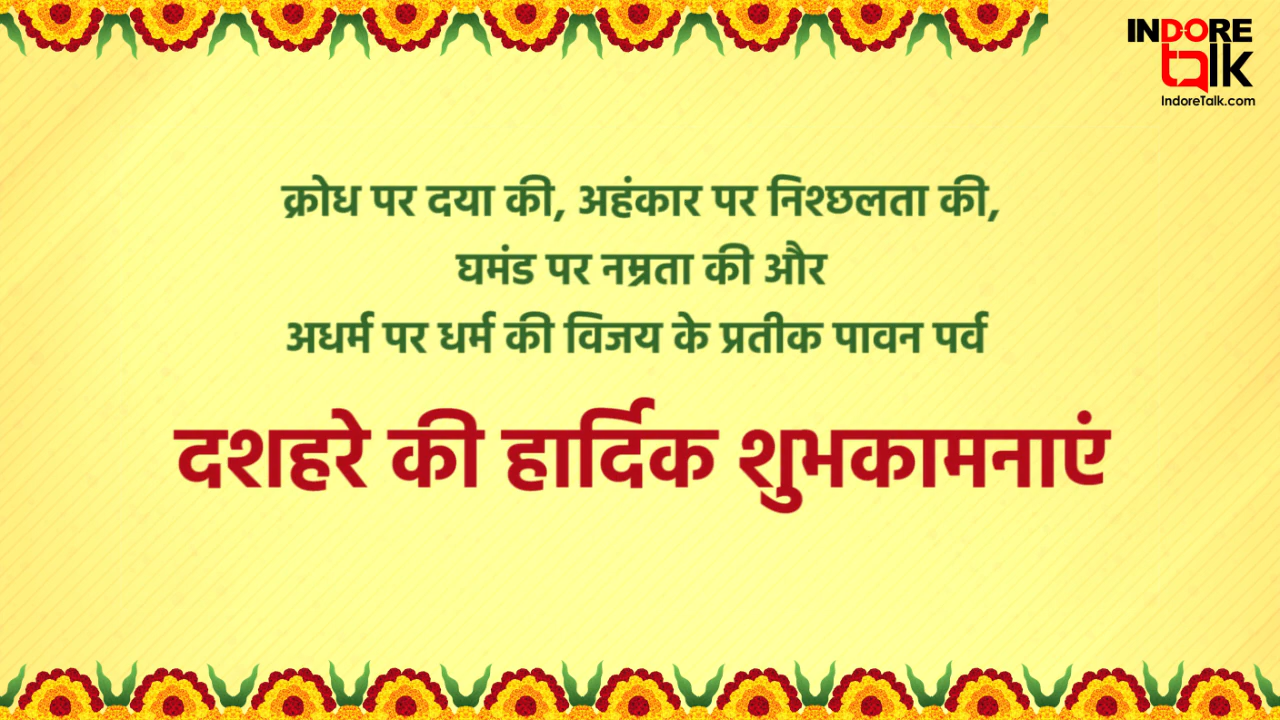 INDORE
talk
IndoreTalk.com
क्रोध पर दया की, अहंकार पर निश्छलता की,
घमंड पर नम्रता की और
अधर्म पर धर्म की विजय के प्रतीक पावन पर्व
दशहरे की हार्दिक शुभकामनाएं